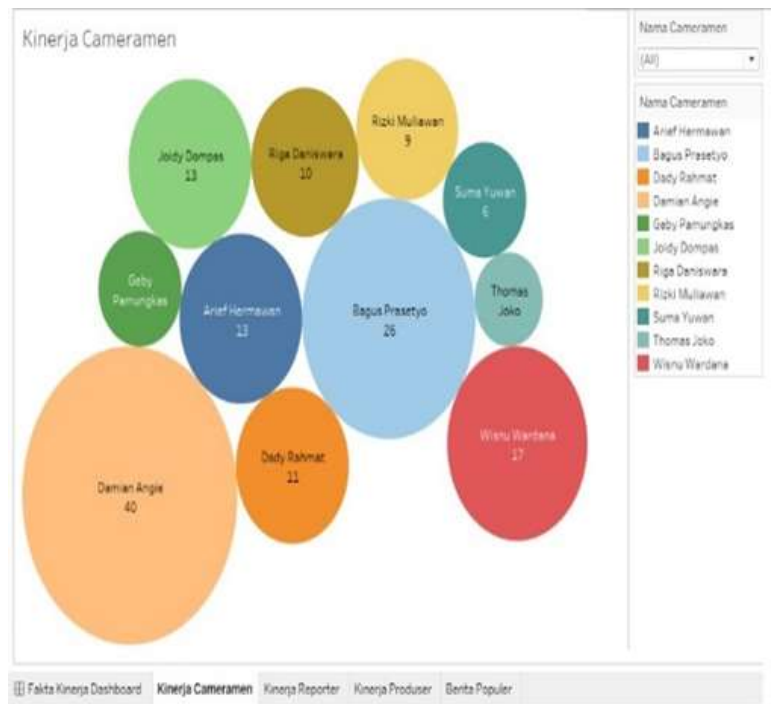 Kinerja Cameramen
Nama Cameramen
(All)
Nama Cameramen
Arief Hermawan
Bagus Prasetyo
Dady Rahmat
Damian Angie
Geby Pamungkas
Joidy Dompas
Riga Daniswara
Rizki Muliawan
Suma Yuwan
Thomas Joko
Wisnu Wardana
Rizki Muliawan
9
Joidy Dompas
13
Riga Daniswara
10
Suma Yuwan
6
Geby
Pamungkas
Arief Hermawan
13
Bagus Prasetyo
26
Thomas
Joko
Wisnu Wardana
17
Dady Rahmat
11
Damian Angie
40
Fakta Kinerja Dashboard
Kinerja Cameramen
Kinerja Reporter
Kinerja Produser
Berita Populer